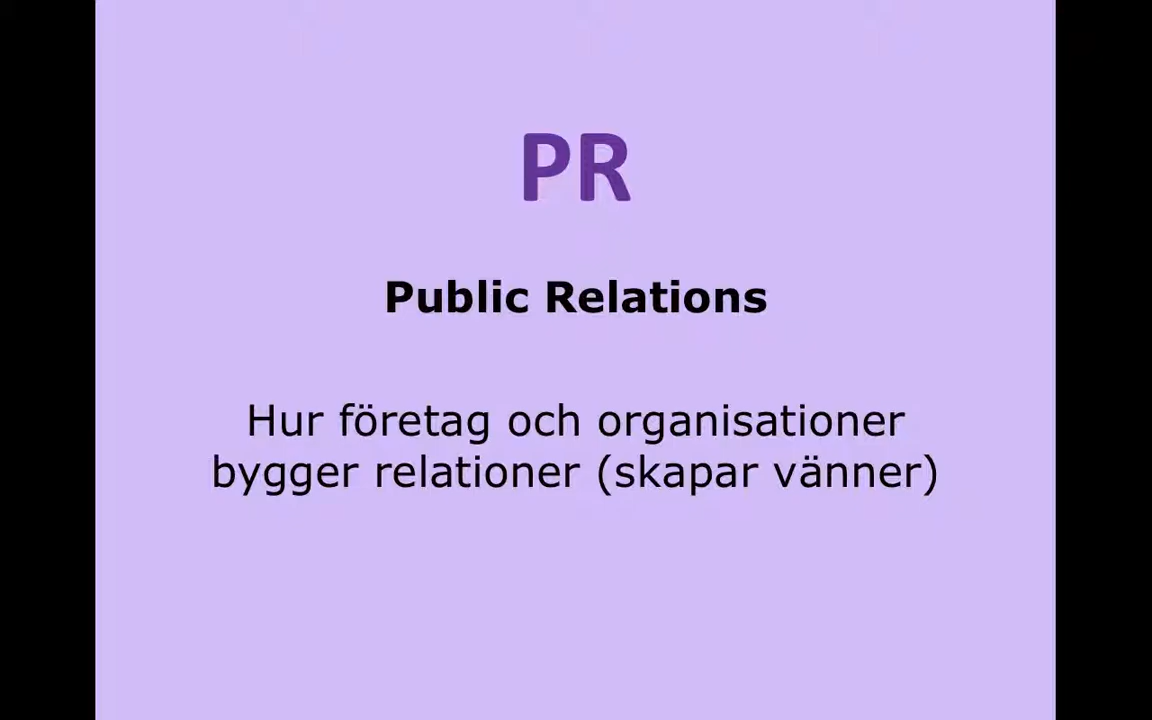 PR
Public Relations
Hur företag och organisationer
bygger relationer (skapar vänner)